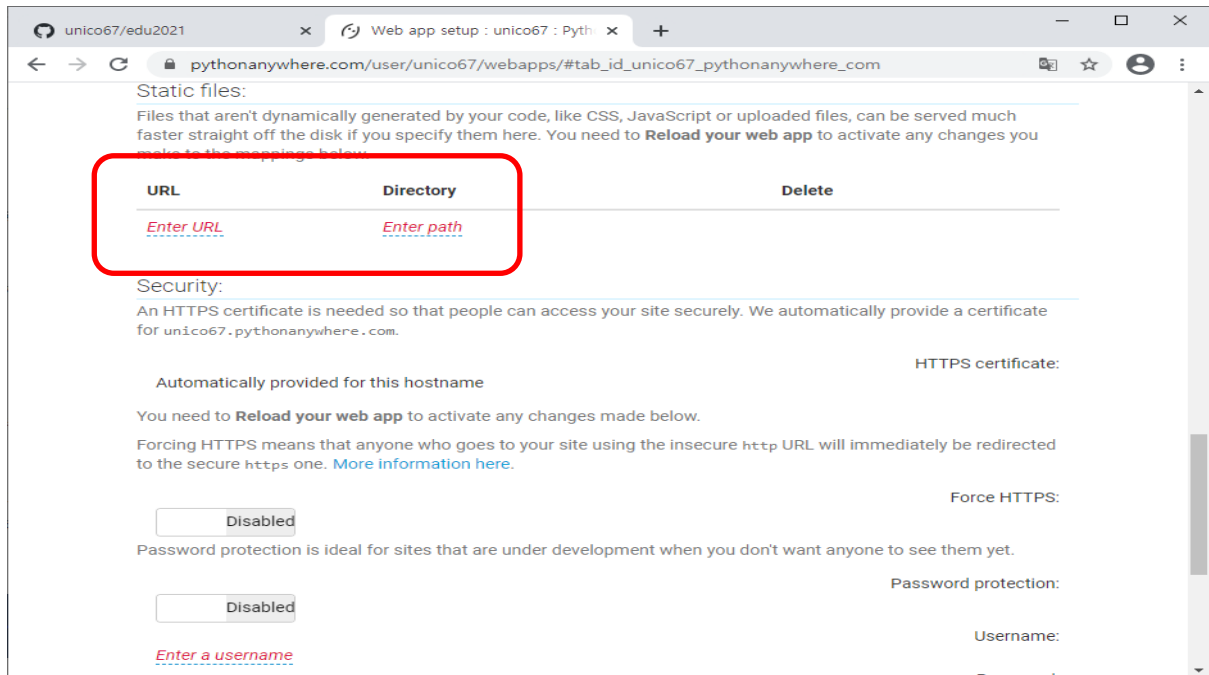 unico67/edu2021
Web app setup : unico67 : Pyth
pythonanywhere.com/user/unico67/webapps/#tab_id_unico67_pythonanywhere_com
Static files:
Files that aren't dynamically generated by your code, like CSS, JavaScript or uploaded files, can be served much
faster straight off the disk if you specify them here. You need to Reload your web app to activate any changes you
make to the mappings below.
URL Directory Delete
Enter URL Enter path
Security:
An HTTPS certificate is needed so that people can access your site securely. We automatically provide a certificate
for unico67.pythonanywhere.com.
HTTPS certificate:
Automatically provided for this hostname
You need to Reload your web app to activate any changes made below.
Forcing HTTPS means that anyone who goes to your site using the insecure http URL will immediately be redirected
to the secure https one. More information here.
Force HTTPS:
Disabled
Password protection is ideal for sites that are under development when you don't want anyone to see them yet.
Password protection:
Disabled
Username:
Enter a username